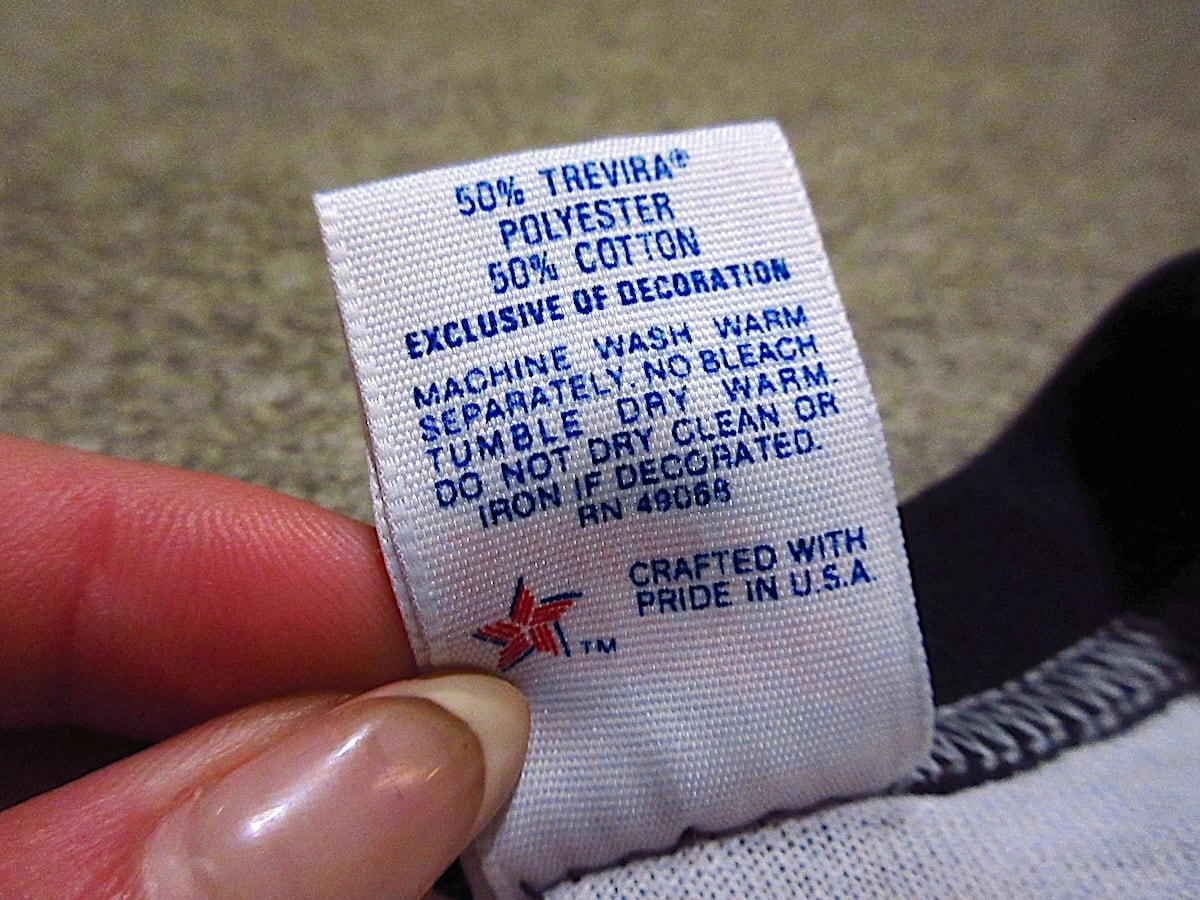 50% TREVIRA®
POLYESTER
50% COTTON
EXCLUSIVE OF DECORATION
MACHINE WASH WARM
SEPARATELY. NO BLEACH
TUMBLE DRY WARM.
DO NOT DRY CLEAN OR
IRON IF DECORATED.
RN 49068
CRAFTED WITH
PRIDE IN U.S.A.
TM